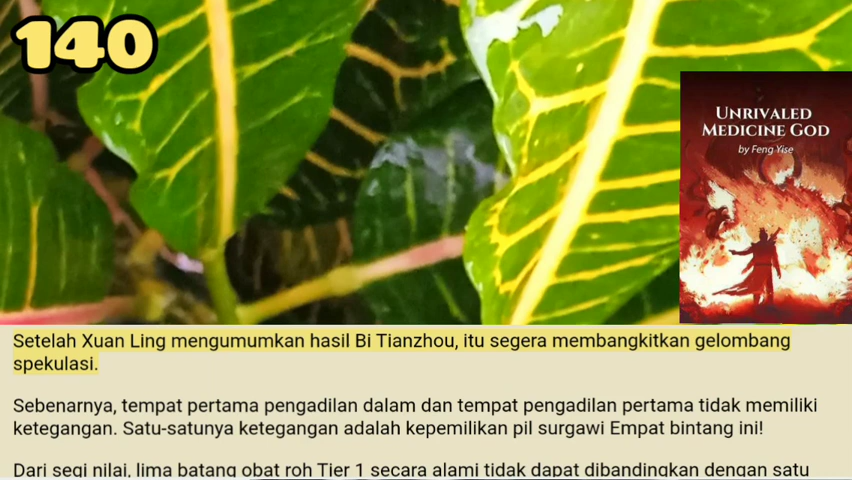 140
UNRIVALED
MEDICINE GOD
by Feng Yise
Setelah Xuan Ling mengumumkan hasil Bi Tianzhou, itu segera membangkitkan gelombang
spekulasi.
Sebenarnya, tempat pertama pengadilan dalam dan tempat pengadilan pertama tidak memiliki
ketegangan. Satu-satunya ketegangan adalah kepemilikan pil surgawi Empat bintang ini!
Dari segi nilai, lima batang obat roh Tier 1 secara alami tidak dapat dibandingkan dengan satu